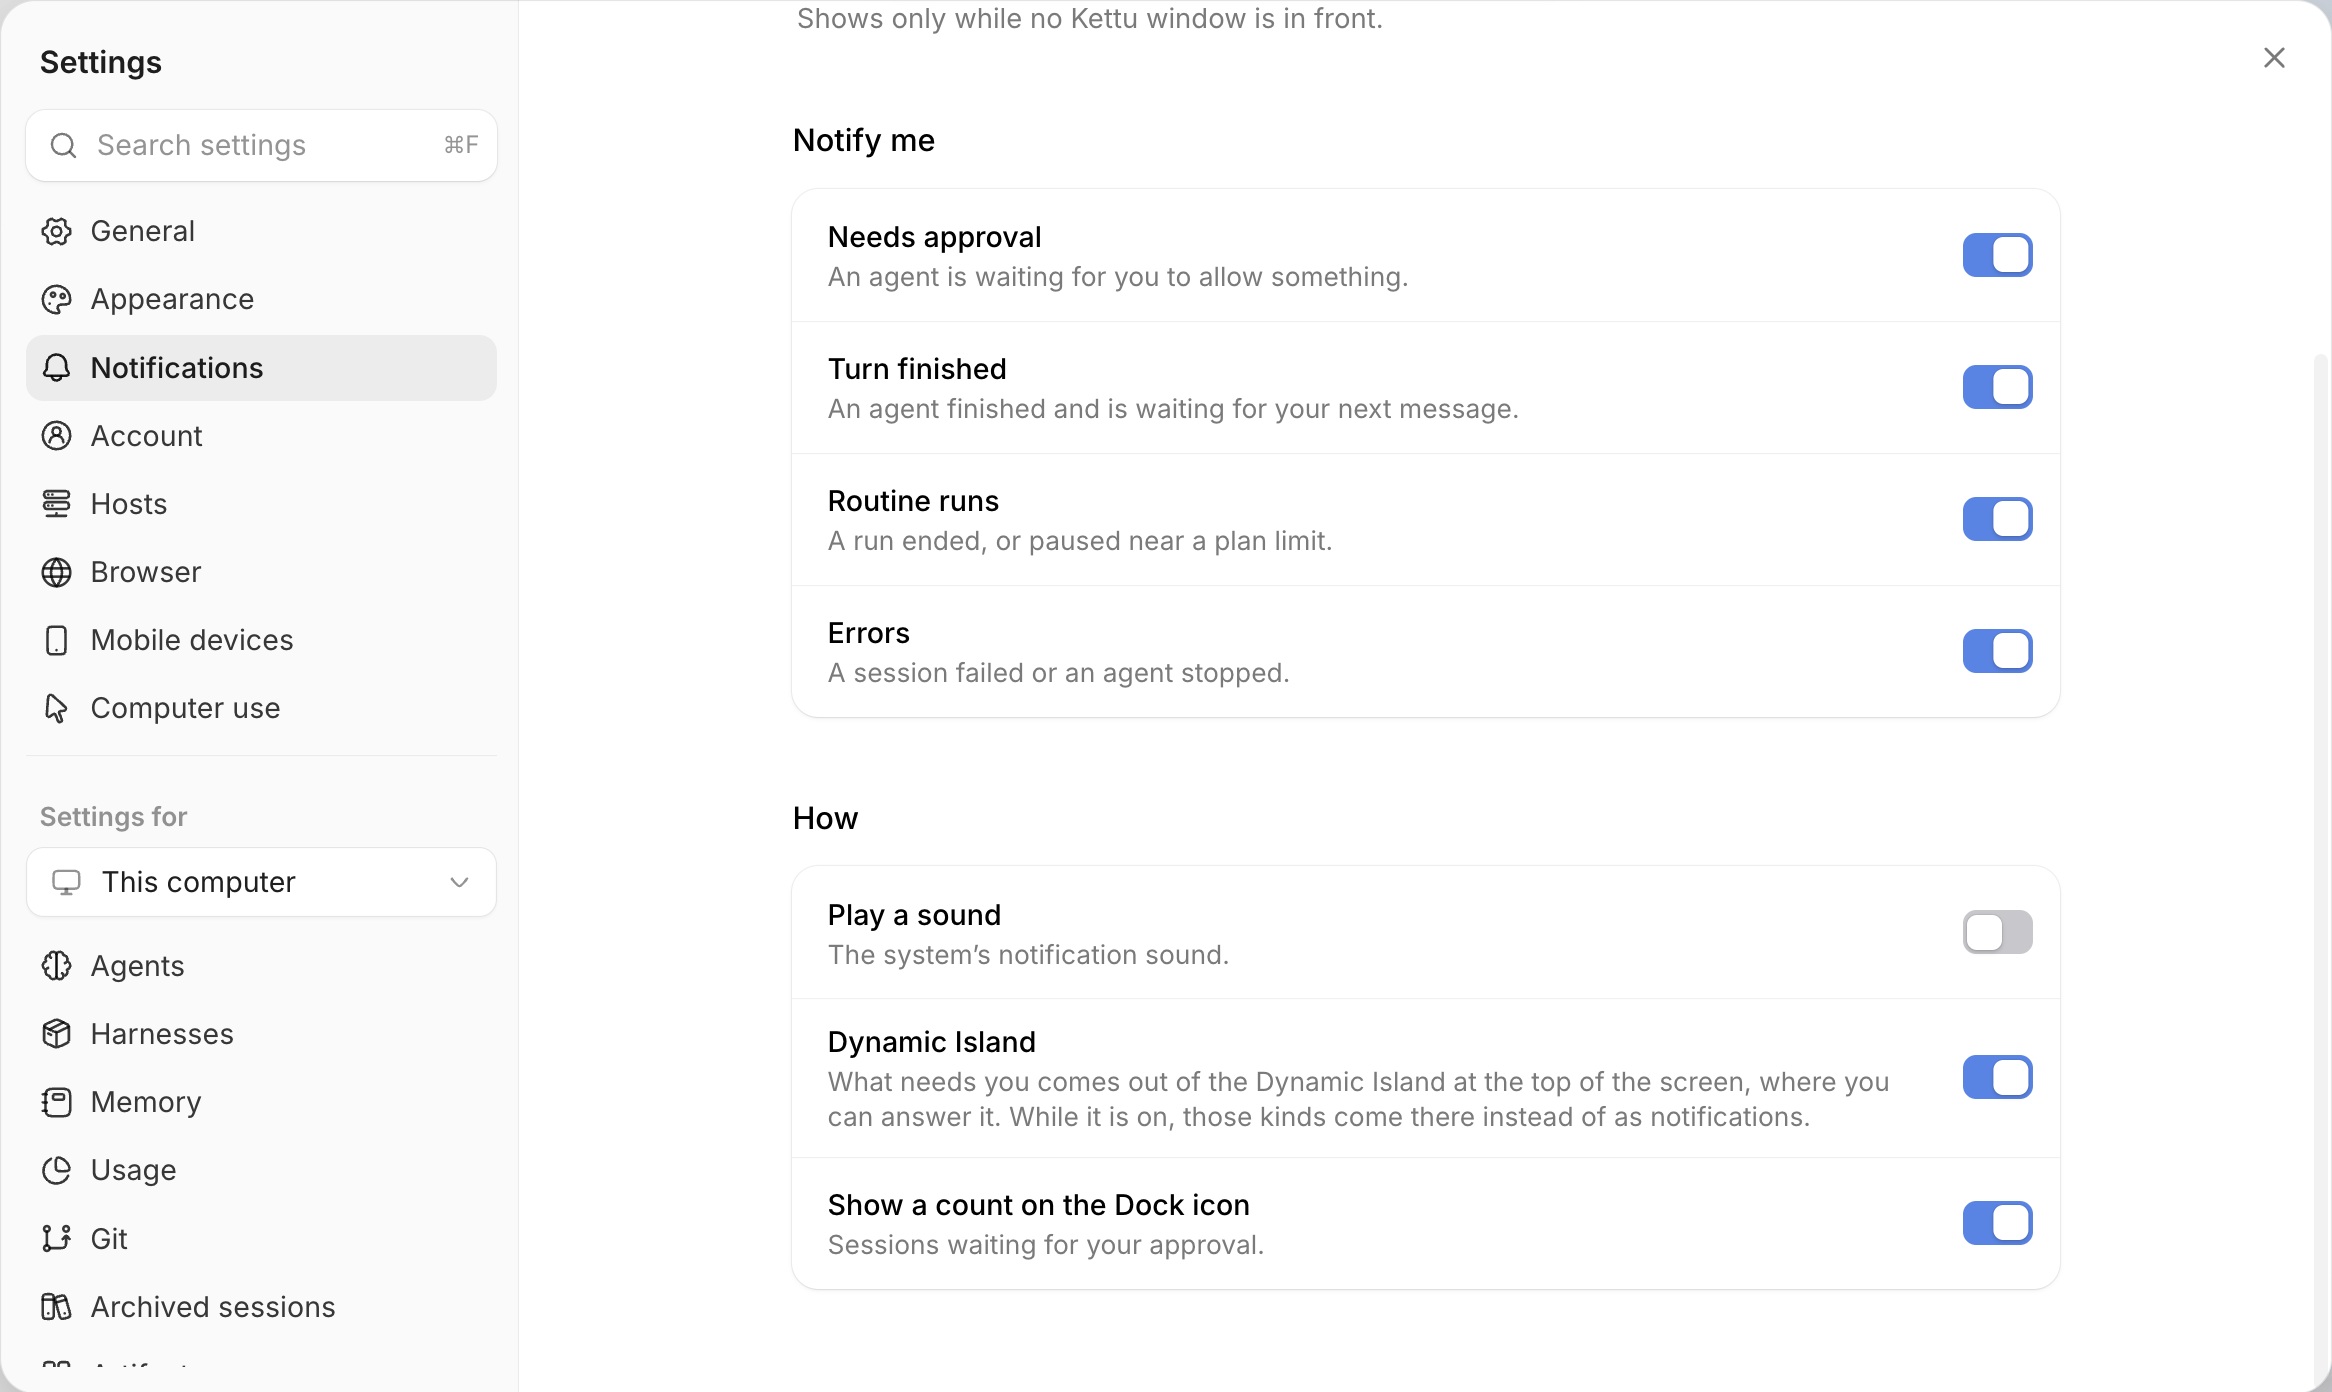 Settings
Search settings
⌘F
General
Appearance
Notifications
Account
Hosts
Browser
Mobile devices
Computer use
Settings for
This computer
Agents
Harnesses
Memory
Usage
Git
Archived sessions
Shows only while no Kettu window is in front.
Notify me
Needs approval
An agent is waiting for you to allow something.
Turn finished
An agent finished and is waiting for your next message.
Routine runs
A run ended, or paused near a plan limit.
Errors
A session failed or an agent stopped.
How
Play a sound
The system’s notification sound.
Dynamic Island
What needs you comes out of the Dynamic Island at the top of the screen, where you
can answer it. While it is on, those kinds come there instead of as notifications.
Show a count on the Dock icon
Sessions waiting for your approval.